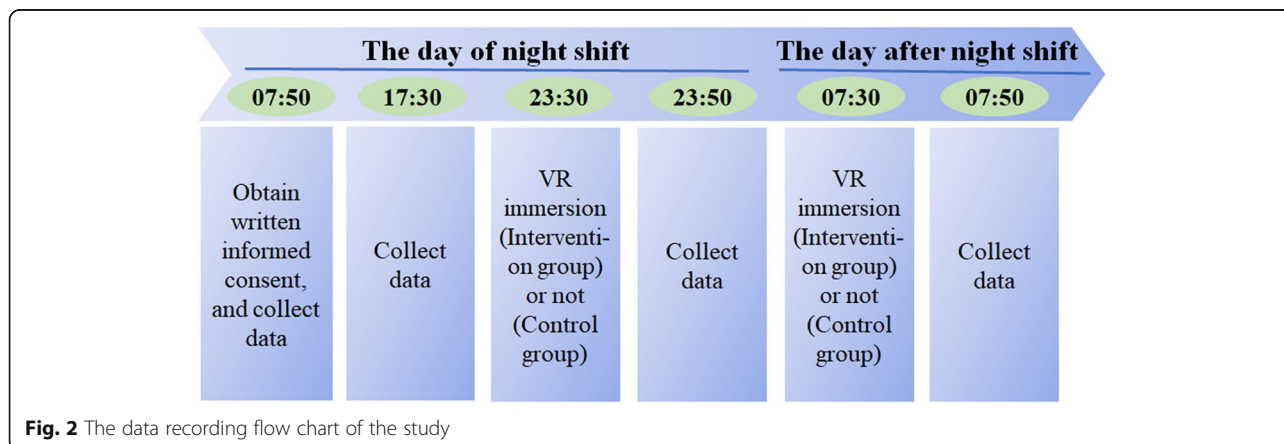 The day of night shift
The day after night shift
07:50
17:30
23:30
23:50
07:30
07:50
Obtain
written
informed
consent,
and collect
data
Collect
data
VR
immersion
(Interventi-
on group)
or not
(Control
group)
Collect
data
VR
immersion
(Interventi-
on group)
or not
(Control
group)
Collect
data
Fig. 2 The data recording flow chart of the study